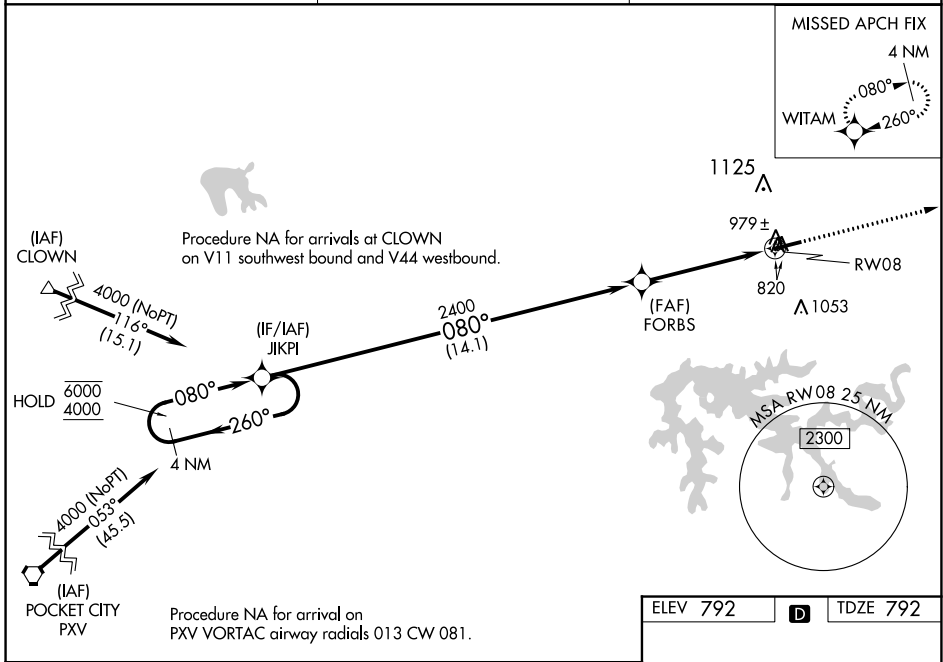 MISSED APCH FIX
4 NM
080°
260°
WITAM
1125
979 ±
RW08
820
1053
(IAF)
CLOWN
Procedure NA for arrivals at CLOWN
on V11 southwest bound and V44 westbound.
4000 (NoPT)
116°
(15.1)
(IF/IAF)
JIKPI
2400
080°
(14.1)
(FAF)
FORBS
HOLD 6000
4000
080°
260°
4 NM
4000 (NoPT)
053°
(45.5)
(IAF)
POCKET CITY
PXV
MSA RW08 25 NM
2300
Procedure NA for arrival on
PXV VORTAC airway radials 013 CW 081.
ELEV 792 D TDZE 792